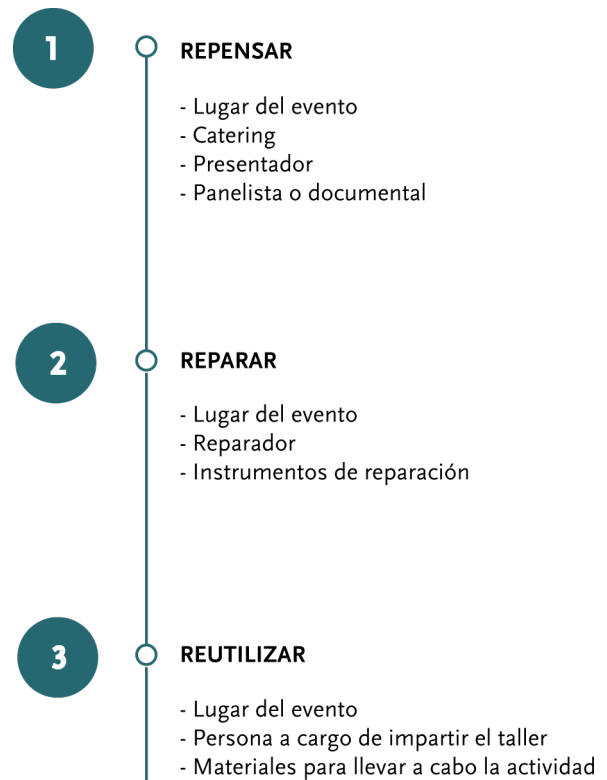 1
REPENSAR
- Lugar del evento
- Catering
- Presentador
- Panelista o documental
2
REPARAR
- Lugar del evento
- Reparador
- Instrumentos de reparación
3
REUTILIZAR
- Lugar del evento
- Persona a cargo de impartir el taller
- Materiales para llevar a cabo la actividad